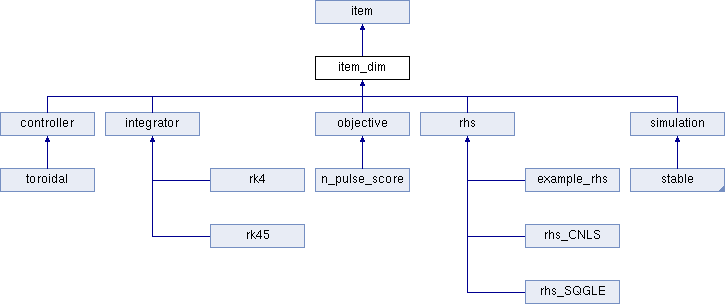 item
item_dim
controller
integrator
objective
rhs
simulation
toroidal
rk4
n_pulse_score
example_rhs
stable
rk45
rhs_CNLS
rhs_SQGLE